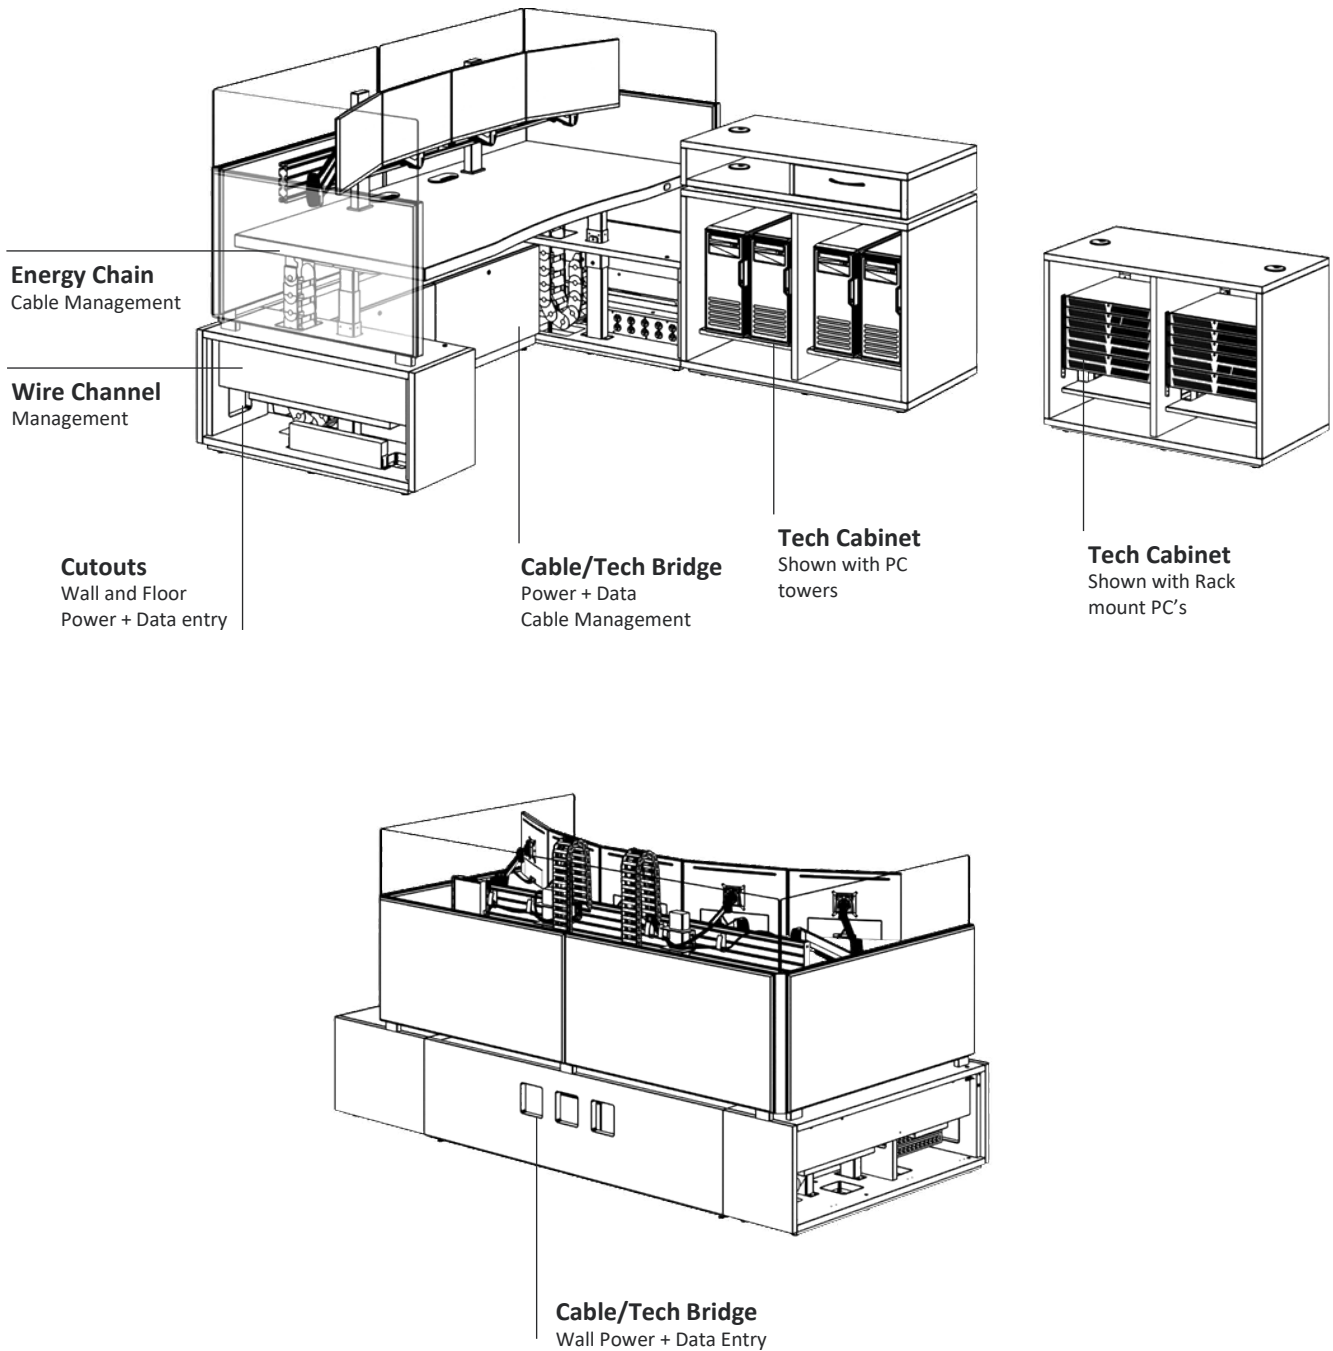 Energy Chain
Cable Management
Wire Channel
Management
Cutouts
Wall and Floor
Power + Data entry
Cable/Tech Bridge
Power + Data
Cable Management
Tech Cabinet
Shown with PC
towers
Tech Cabinet
Shown with Rack
mount PC’s
Cable/Tech Bridge
Wall Power + Data Entry